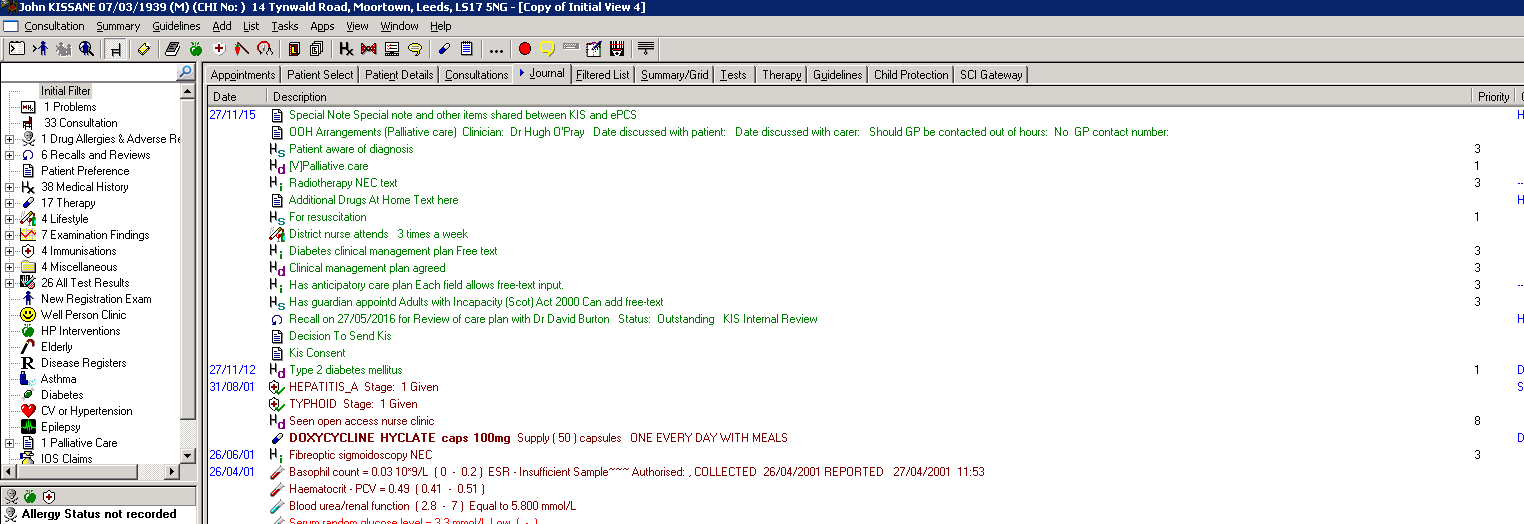 John KISSANE 07/03/1939 (M) (CHI No: ) 14 Tynwald Road, Moortown, Leeds, LS17 5NG - [Copy of Initial View 4]
Consultation Summary Guidelines Add List Tasks Apps View Window Help
Appointments Patient Select Patient Details Consultations Journal Filtered List Summary/Grid Tests Therapy Guidelines Child Protection SCI Gateway
Initial Filter
1 Problems
33 Consultation
1 Drug Allergies & Adverse Re
6 Recalls and Reviews
Patient Preference
38 Medical History
17 Therapy
4 Lifestyle
7 Examination Findings
4 Immunisations
4 Miscellaneous
26 All Test Results
New Registration Exam
Well Person Clinic
HP Interventions
Elderly
Disease Registers
Asthma
Diabetes
CV or Hypertension
Epilepsy
1 Palliative Care
IOS Claims
Allergy Status not recorded
Date Description Priority
27/11/15 Special Note Special note and other items shared between KIS and ePCS H
OOH Arrangements (Palliative care) Clinician: Dr Hugh O'Pray Date discussed with patient: Date discussed with carer: Should GP be contacted out of hours: No GP contact number:
Patient aware of diagnosis 3
[V]Palliative care 1
Radiotherapy NEC text 3 --
Additional Drugs At Home Text here H
For resuscitation 1
District nurse attends 3 times a week
Diabetes clinical management plan Free text 3
Clinical management plan agreed 3
Has anticipatory care plan Each field allows free-text input. 3 --
Has guardian appointd Adults with Incapacity (Scot) Act 2000 Can add free-text 3
Recall on 27/05/2016 for Review of care plan with Dr David Burton Status: Outstanding KIS Internal Review H
Decision To Send Kis
Kis Consent
27/11/12 Type 2 diabetes mellitus 1 D
31/08/01 HEPATITIS_A Stage: 1 Given S
TYPHOID Stage: 1 Given
Seen open access nurse clinic 8
DOXYCYCLINE HYCLATE caps 100mg Supply ( 50 ) capsules ONE EVERY DAY WITH MEALS D
26/06/01 Fibreoptic sigmoidoscopy NEC 3
26/04/01 Basophil count = 0.03 10*9/L ( 0 - 0.2 ) ESR - Insufficient Sample~~~ Authorised: , COLLECTED 26/04/2001 REPORTED 27/04/2001 11:53
Haematocrit - PCV = 0.49 ( 0.41 - 0.51 )
Blood urea/renal function ( 2.8 - 7 ) Equal to 5.800 mmol/L
Serum random glucose level = 3.3 mmol/L Low ( - )